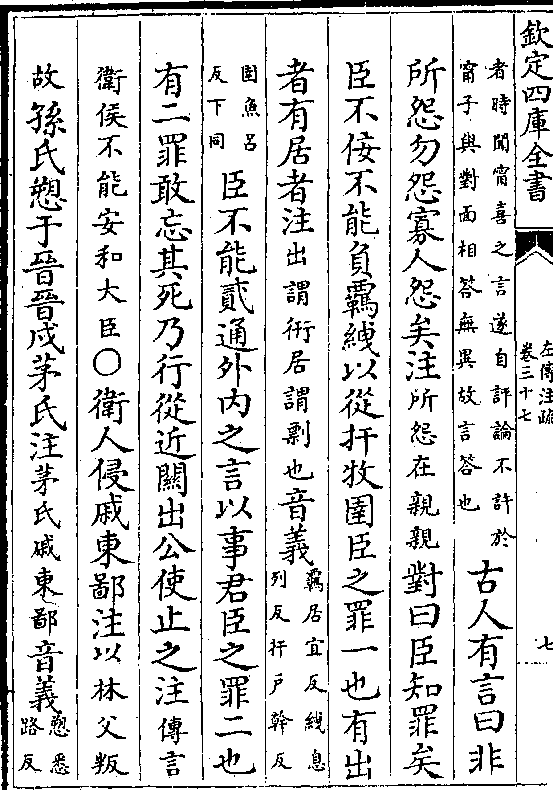 欽定四庫全書
左傳注疏
卷三十七
七
者時聞甯喜之言遂自評論不許於
甯子與對面相答無異故言答也
古人有言曰非
所怨勿怨寡人怨矣注所怨在親親對曰臣知罪矣
臣不佞不能負羈絏以從扞牧圉臣之罪一也有出
者有居者注出謂衎居謂剽也音義羈居宜反絏息
列反扞戶幹反
圉魚呂
反下同
臣不能貳通外内之言以事君臣之罪二也
有二罪敢忘其死乃行從近關出公使止之注傳言
衛侯不能安和大臣○衛人侵戚東鄙注以林父叛
故孫氏愬于晉晉戍茅氏注茅氏戚東鄙音義愬悉
路反